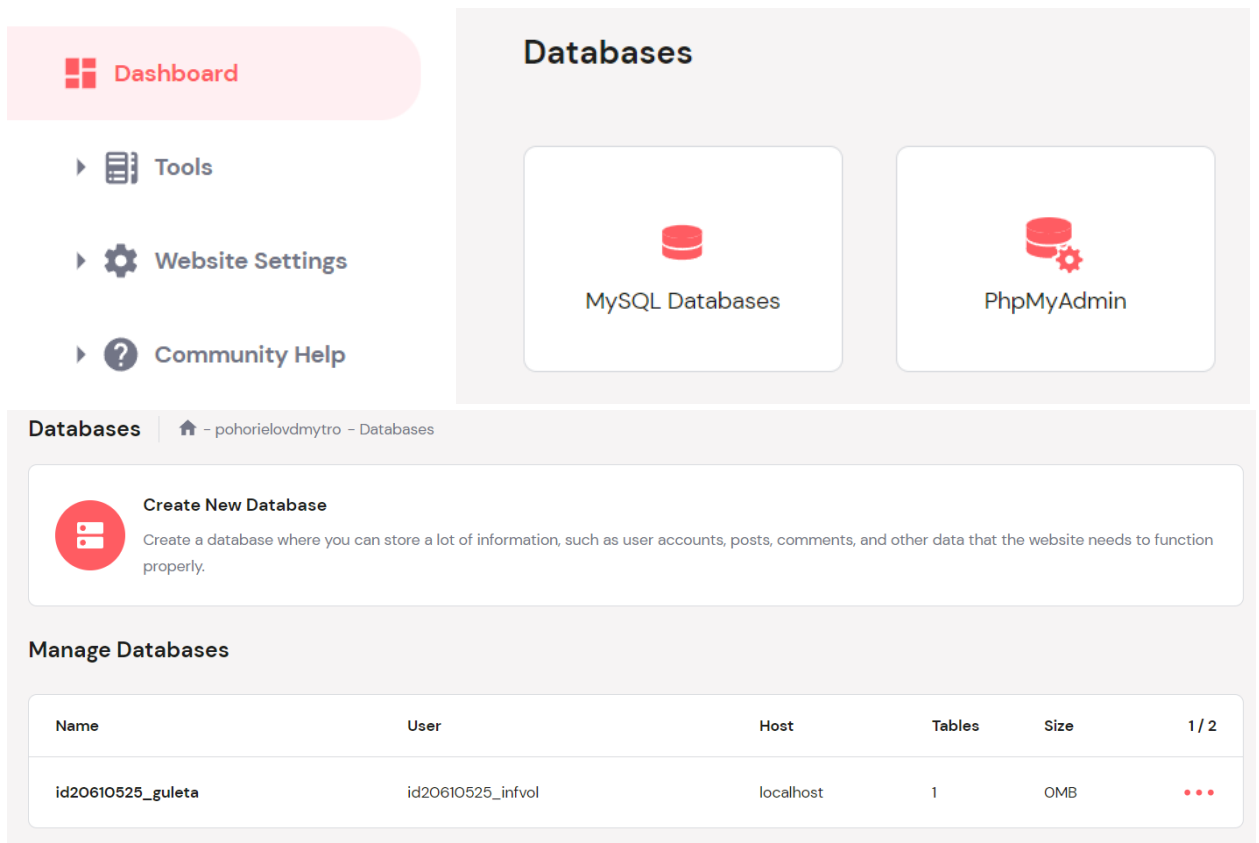 Dashboard
Tools
Website Settings
Community Help
Databases
MySQL Databases
PhpMyAdmin
Databases
- pohorielovdmytro - Databases
Create New Database
Create a database where you can store a lot of information, such as user accounts, posts, comments, and other data that the website needs to function
properly.
Manage Databases
Name User Host Tables Size 1 / 2
id20610525_guleta id20610525_infvol localhost 1 0MB